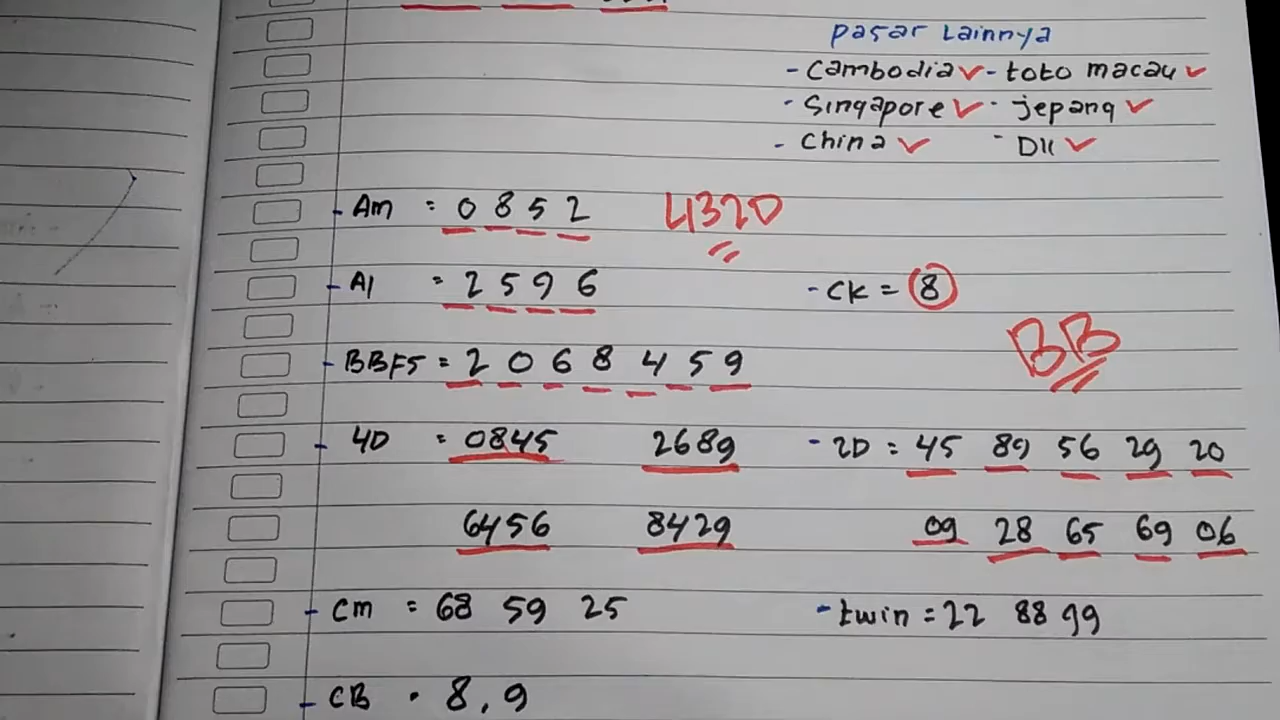 Pasar Lainnya
- Cambodia ✓ - toto macau ✓
- Singapore ✓ - jepang ✓
- China ✓ - Dll ✓
- Am = 0 8 5 2 4320
- AI = 2 5 9 6 - CK = 8
BB
- BBFS = 2 0 6 8 4 5 9
- 4D = 0845 2689 - 2D = 45 89 56 29 20
6456 8429 09 28 65 69 06
- Cm = 68 59 25 - twin = 22 88 99
- CB = 8, 9